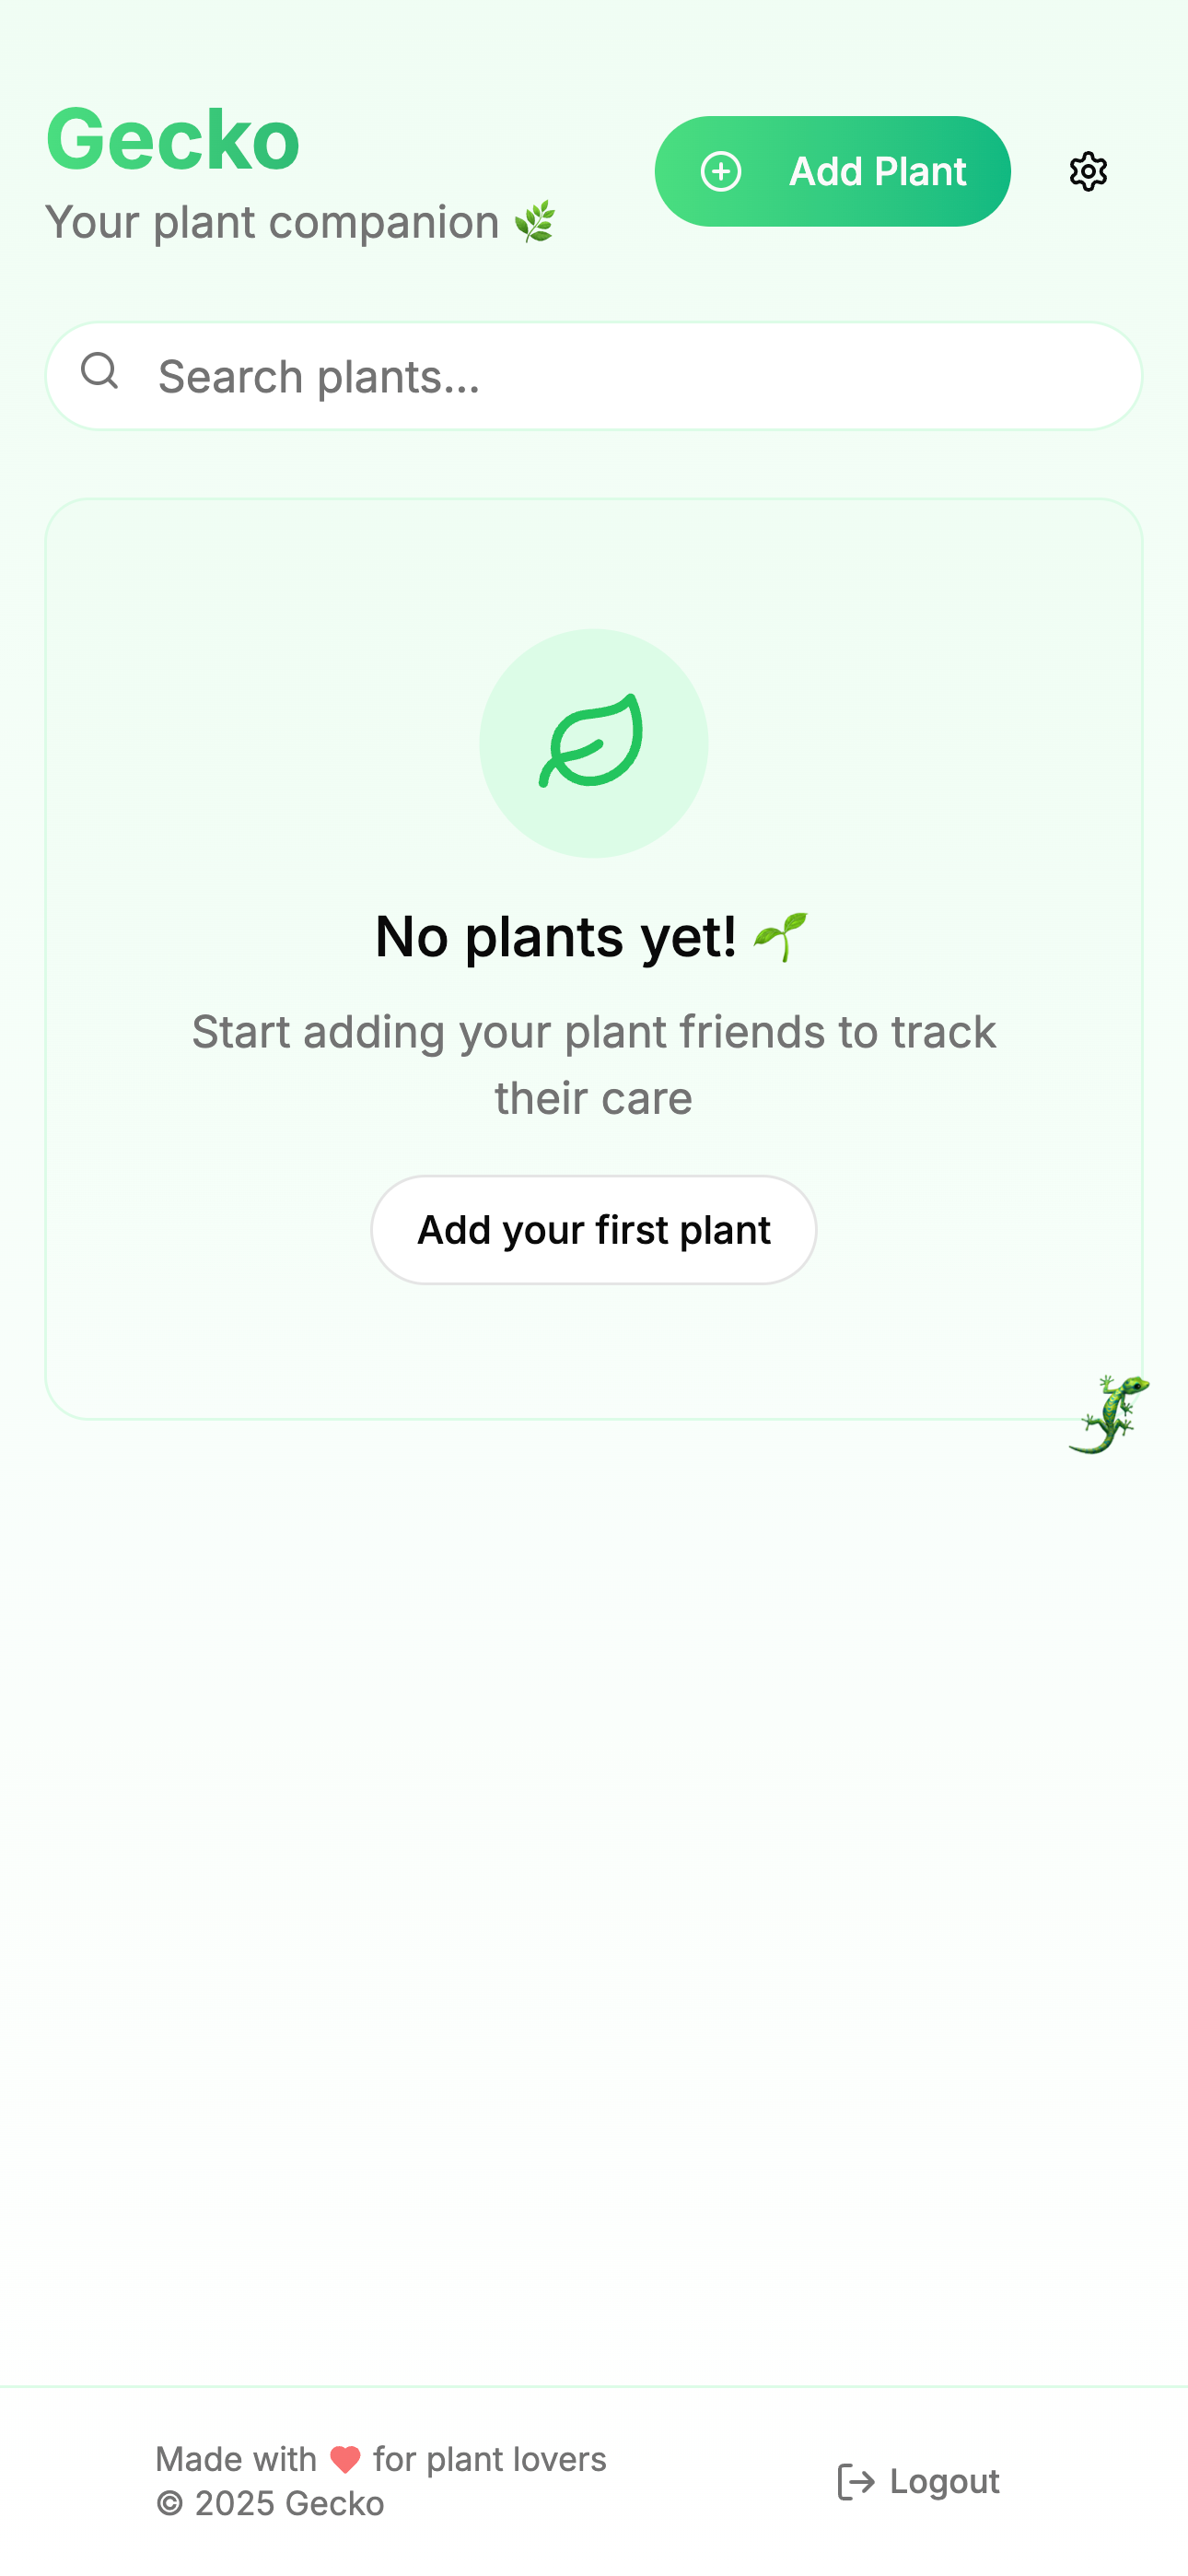 Gecko
Your plant companion 🌿
Add Plant
Search plants...
No plants yet! 🌱
Start adding your plant friends to track
their care
Add your first plant
Made with ❤️ for plant lovers
© 2025 Gecko
Logout